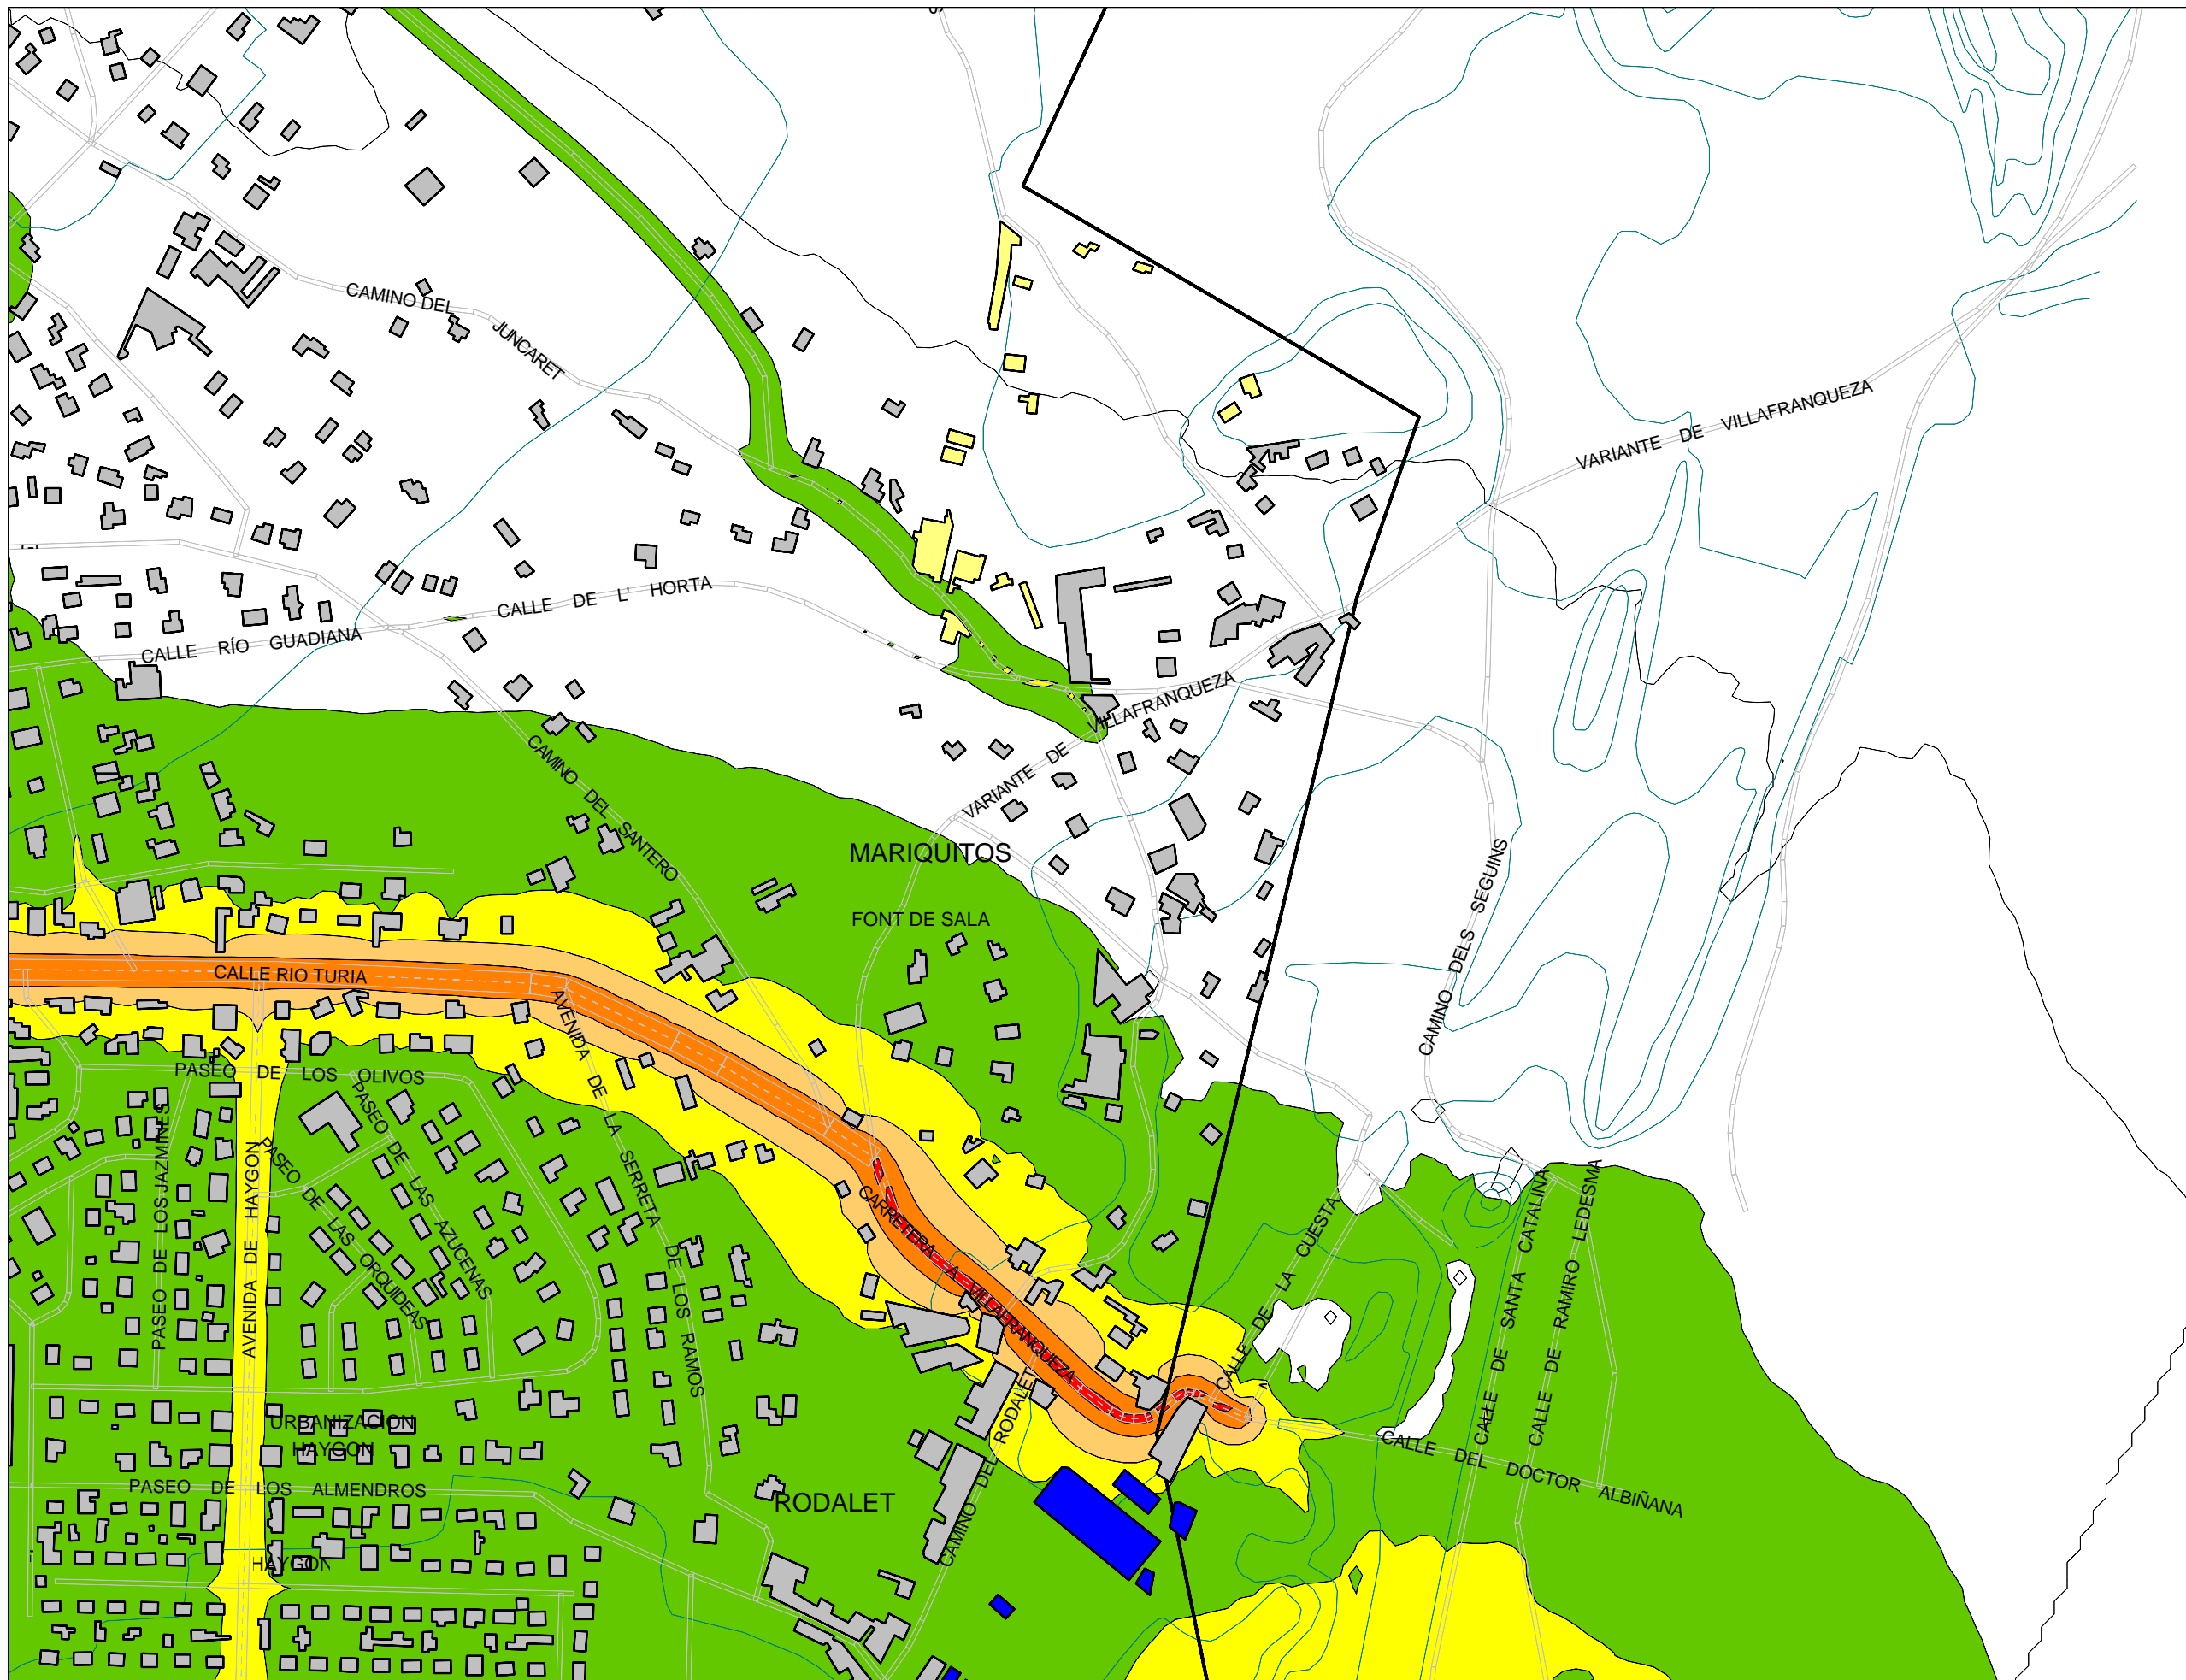 CAMINO DEL
JUNCARET
VARIANTE DE VILLAFRANQUEZA
CALLE DE L' HORTA
CALLE RÍO GUADIANA
VARIANTE DE VILLAFRANQUEZA
CAMINO DEL SANTERO
MARIQUITOS
FONT DE SALA
CAMINO DELS SEGUINS
CALLE RIO TURIA
AVENIDA DE LA SERRETA
DE LOS RAMOS
PASEO DE LOS OLIVOS
PASEO DE LOS JAZMINES
AVENIDA DE HAYGON
PASEO DE LAS AZUCENAS
PASEO DE LAS ORQUIDEAS
CARRETERA A VILLAFRANQUEZA
CALLE DE LA CUESTA
CALLE DE SANTA CATALINA
CALLE DE RAMIRO LEDESMA
CALLE DEL DOCTOR ALBIÑANA
CAMINO DEL RODALET
URBANIZACION
HAYGON
PASEO DE LOS ALMENDROS
RODALET
HAYGON